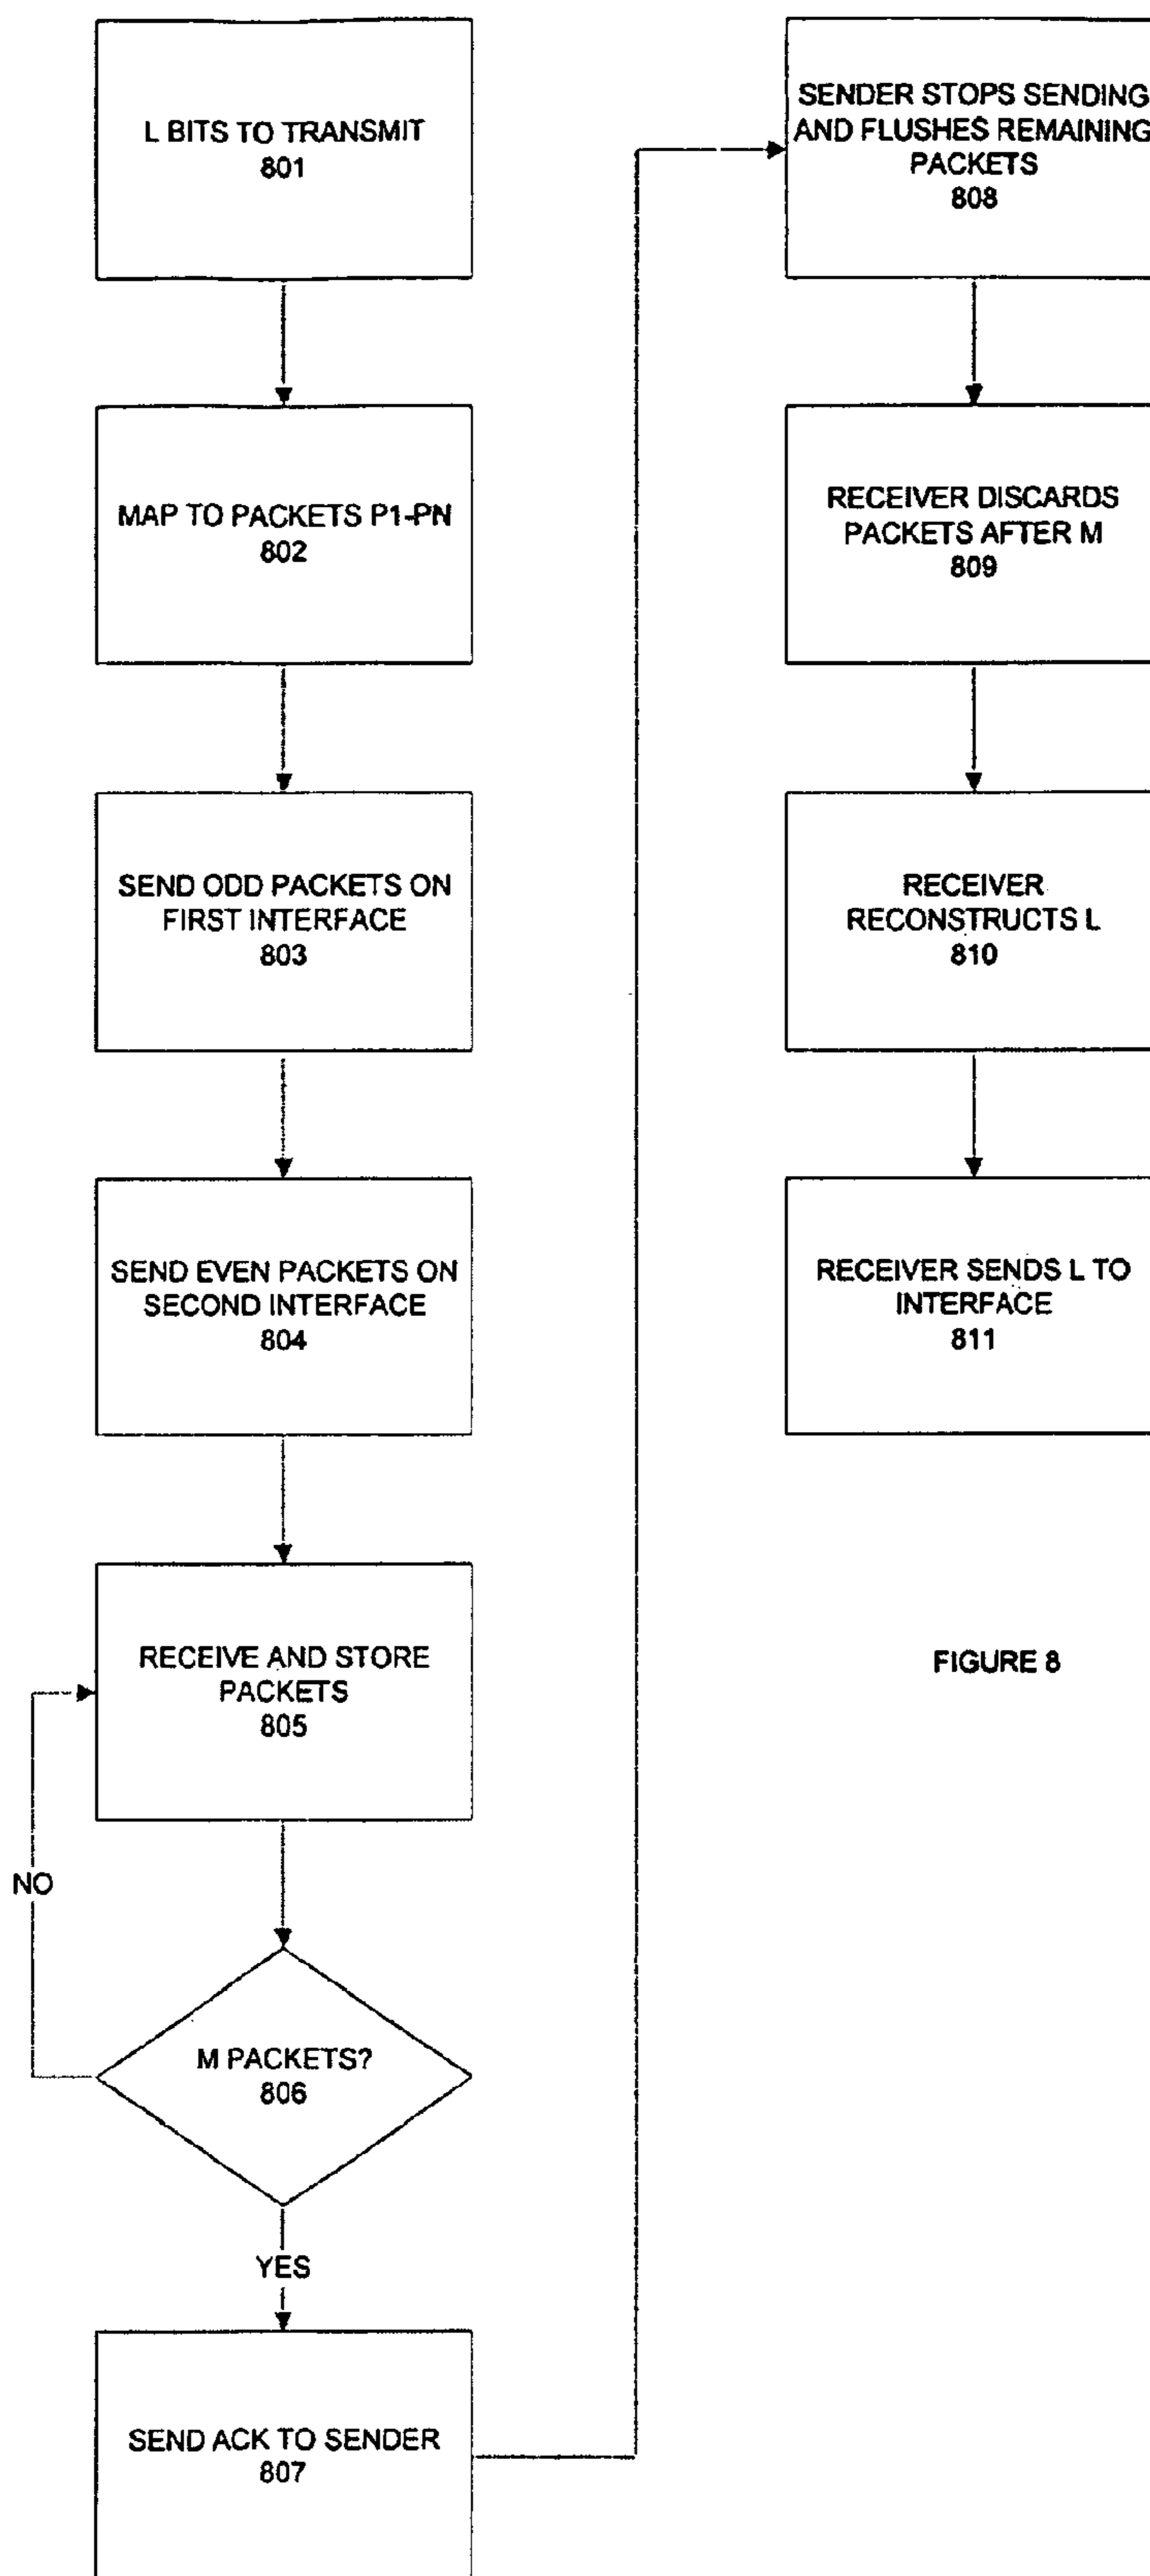 L BITS TO TRANSMIT
801
MAP TO PACKETS P1-PN
802
SEND ODD PACKETS ON
FIRST INTERFACE
803
SEND EVEN PACKETS ON
SECOND INTERFACE
804
RECEIVE AND STORE
PACKETS
805
NO
M PACKETS?
806
YES
SEND ACK TO SENDER
807
SENDER STOPS SENDING
AND FLUSHES REMAINING
PACKETS
808
RECEIVER DISCARDS
PACKETS AFTER M
809
RECEIVER
RECONSTRUCTS L
810
RECEIVER SENDS L TO
INTERFACE
811
FIGURE 8